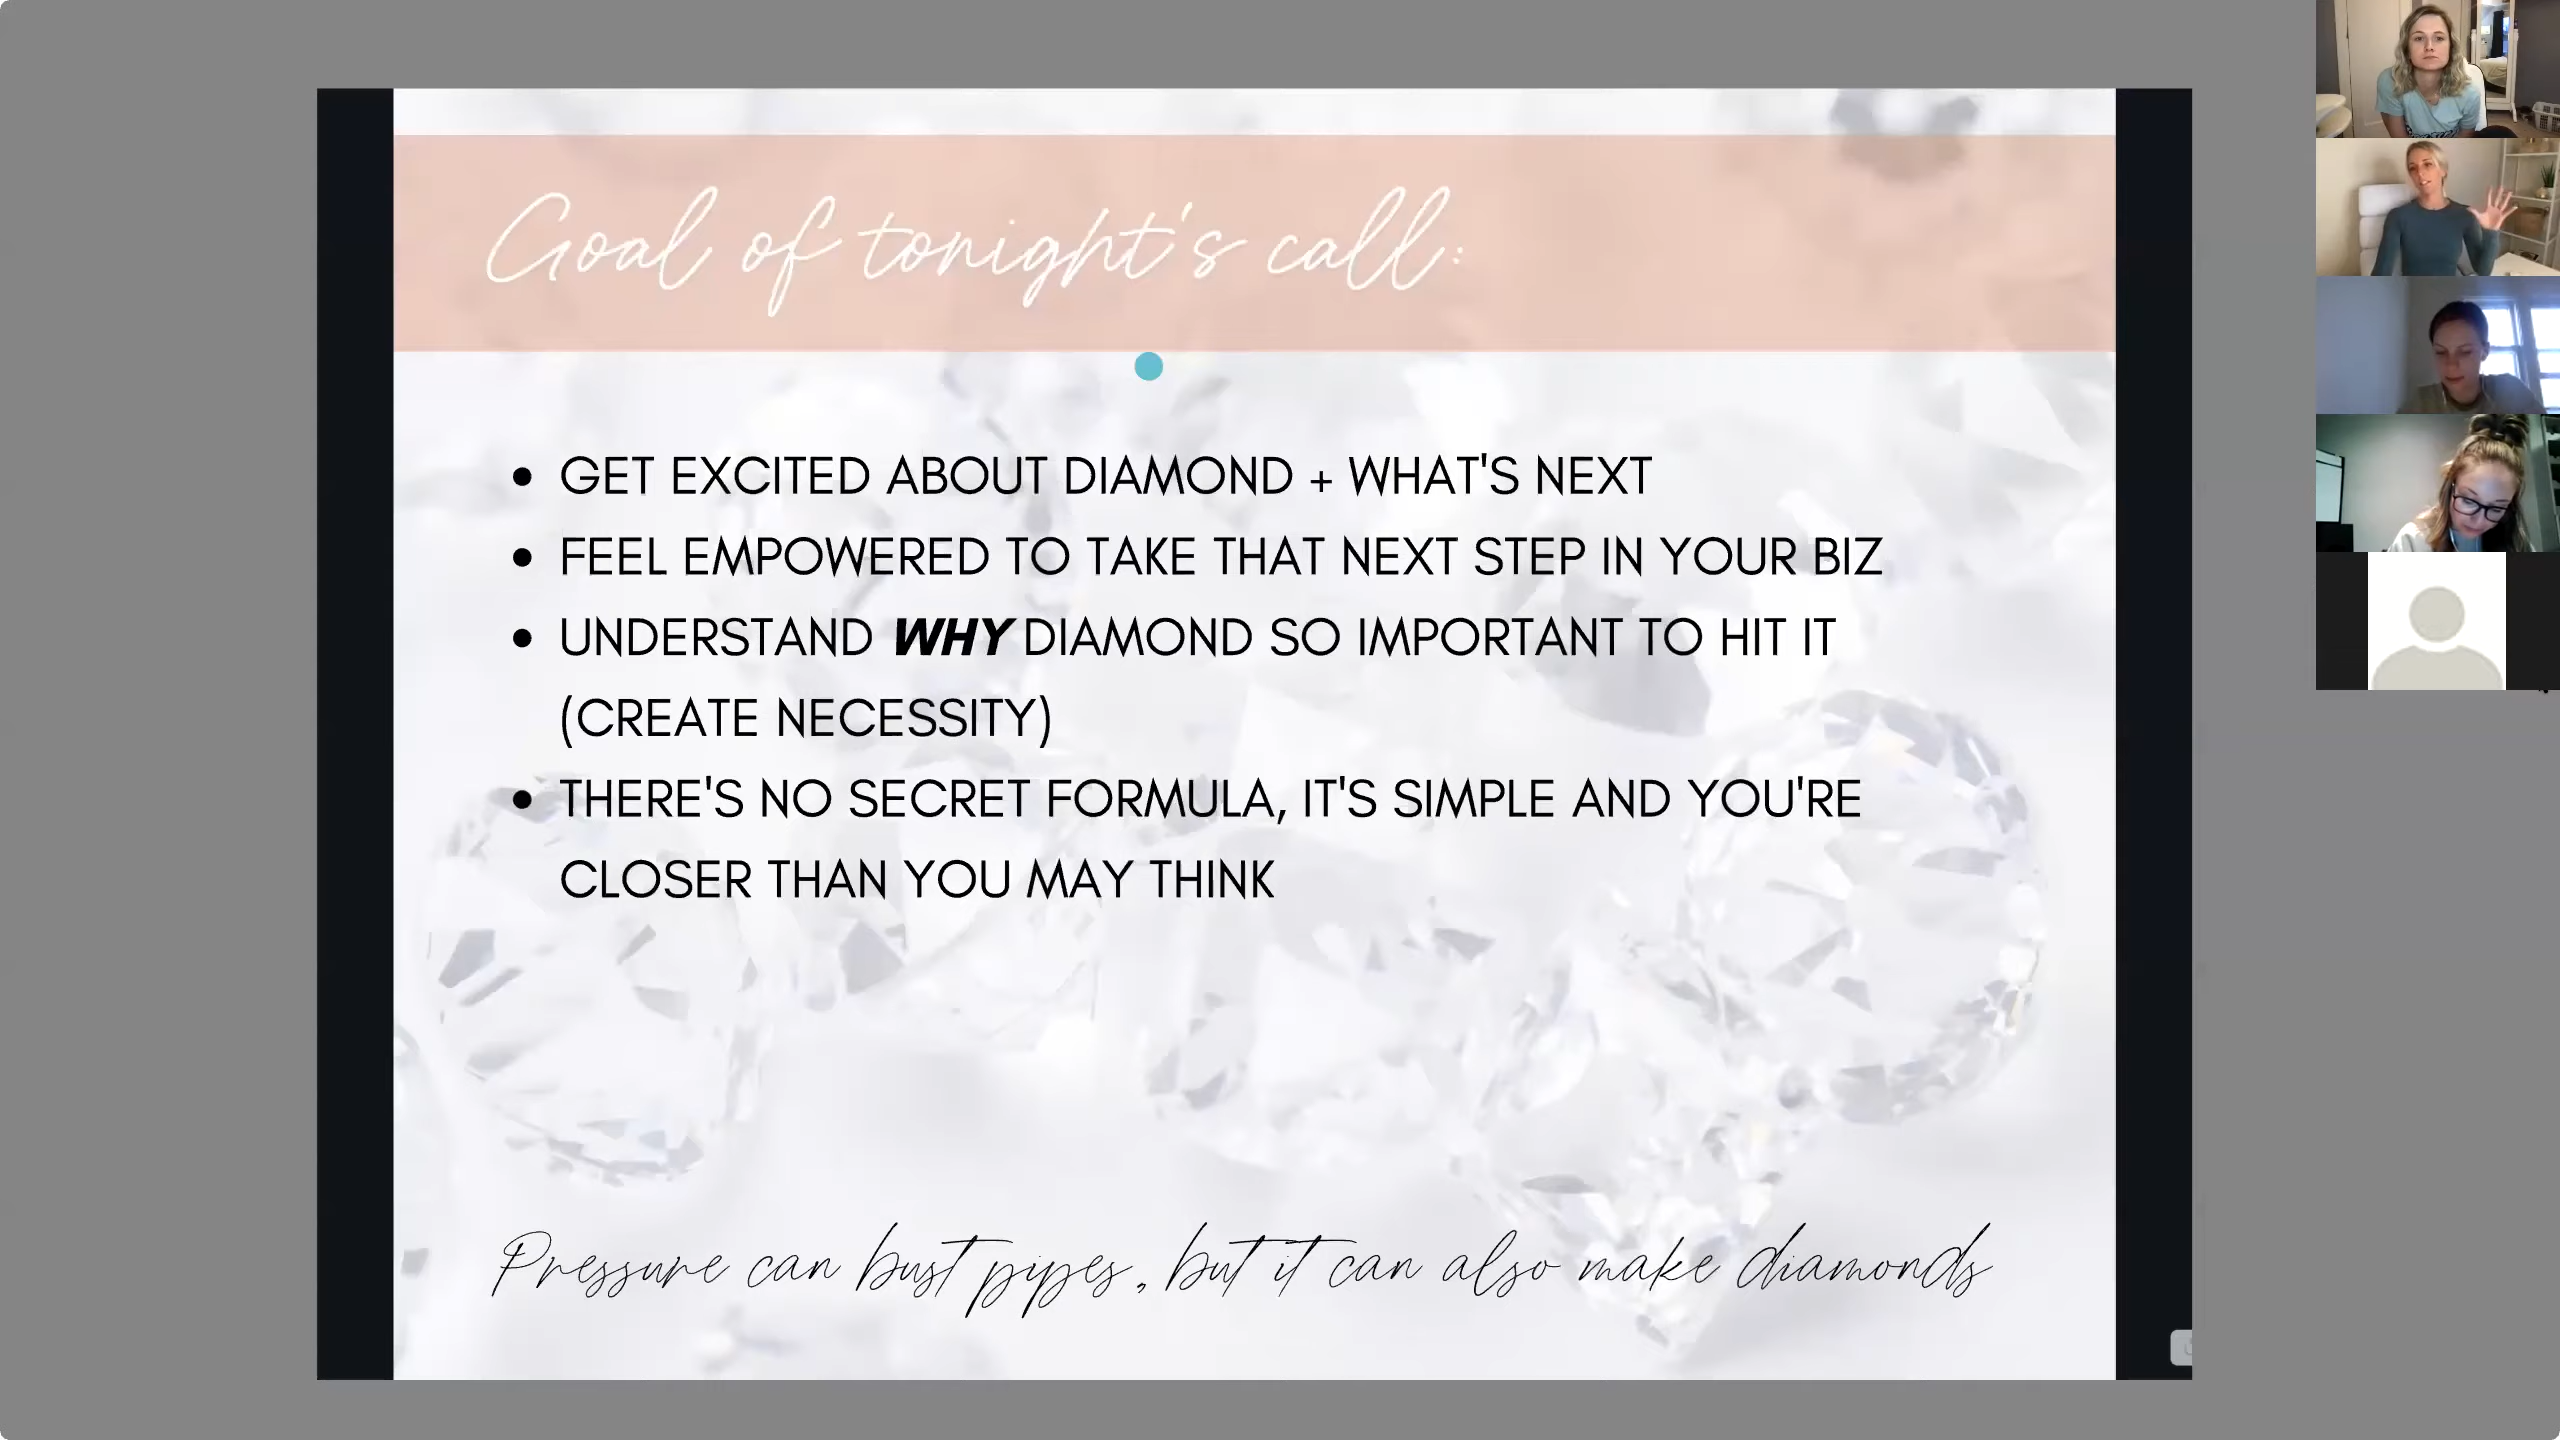 Goal of tonight's call:
• GET EXCITED ABOUT DIAMOND + WHAT'S NEXT
• FEEL EMPOWERED TO TAKE THAT NEXT STEP IN YOUR BIZ
• UNDERSTAND WHY DIAMOND SO IMPORTANT TO HIT IT
(CREATE NECESSITY)
• THERE'S NO SECRET FORMULA, IT'S SIMPLE AND YOU'RE
CLOSER THAN YOU MAY THINK
Pressure can bust pipes, but it can also make diamonds